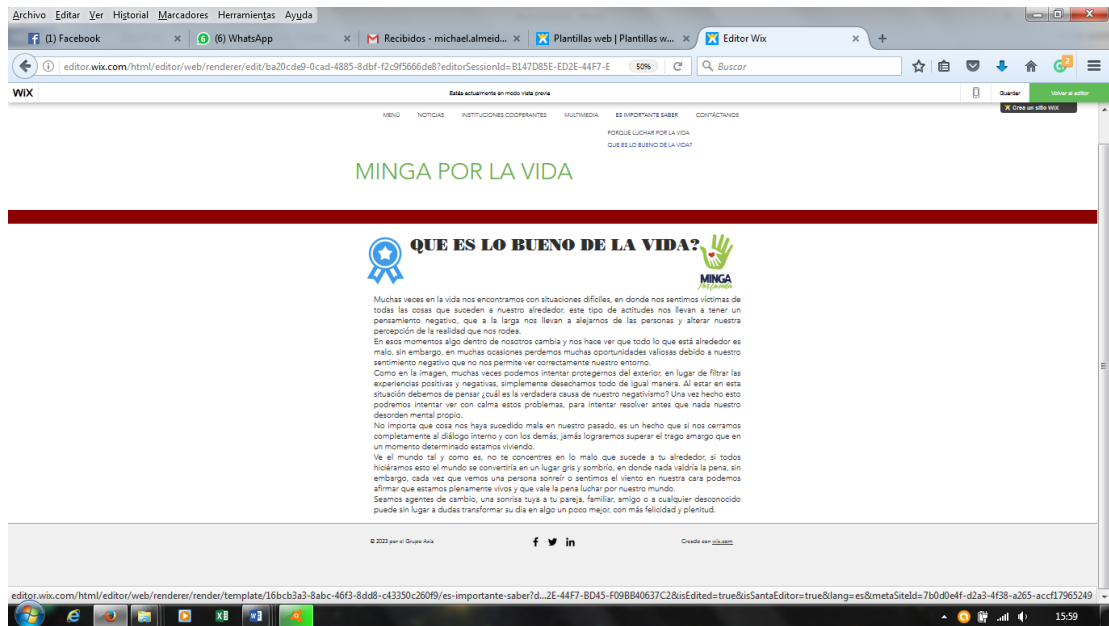 Archivo Editar Ver Historial Marcadores Herramientas Ayuda
(1) Facebook × (6) WhatsApp × Recibidos - michael.almeid... × Plantillas web | Plantillas w... × Editor Wix × +
editor.wix.com/html/editor/web/renderer/edit/ba20cde9-0cad-4885-8dbf-f2c9f5666de8?editorSessionId=B147D85E-ED2E-44F7-E 50% Buscar 2
WiX Estás actualmente en modo vista previa Guardar Volver al editor
Crea un sitio WiX
MENÚ NOTICIAS INSTITUCIONES COOPERANTES MULTIMEDIA ES IMPORTANTE SABER CONTÁCTANOS
PORQUÉ LUCHAR POR LA VIDA
QUE ES LO BUENO DE LA VIDA?
MINGA POR LA VIDA
QUE ES LO BUENO DE LA VIDA?
MINGA
Por la vida
Muchas veces en la vida nos encontramos con situaciones difíciles, en donde nos sentimos víctimas de
todas las cosas que suceden a nuestro alrededor, este tipo de actitudes nos llevan a tener un
pensamiento negativo, que a la larga nos llevan a alejarnos de las personas y alterar nuestra
percepción de la realidad que nos rodea.
En esos momentos algo dentro de nosotros cambia y nos hace ver que todo lo que está alrededor es
malo, sin embargo, en muchas ocasiones perdemos muchas oportunidades valiosas debido a nuestro
sentimiento negativo que no nos permite ver correctamente nuestro entorno.
Como en la imagen, muchas veces podemos intentar protegernos del exterior, en lugar de filtrar las
experiencias positivas y negativas, simplemente desechamos todo de igual manera. Al estar en esta
situación debemos de pensar ¿cuál es la verdadera causa de nuestro negativismo? Una vez hecho esto
podremos intentar ver con calma estos problemas, para intentar resolver antes que nada nuestro
desorden mental propio.
No importa que cosa nos haya sucedido mala en nuestro pasado, es un hecho que si nos cerramos
completamente al diálogo interno y con los demás, jamás lograremos superar el trago amargo que en
un momento determinado estamos viviendo.
Ve el mundo tal y como es, no te concentres en lo malo que sucede a tu alrededor, si todos
hiciéramos esto el mundo se convertiría en un lugar gris y sombrío, en donde nada valdría la pena, sin
embargo, cada vez que vemos una persona sonreír o sentimos el viento en nuestra cara podemos
afirmar que estamos plenamente vivos y que vale la pena luchar por nuestro mundo.
Seamos agentes de cambio, una sonrisa tuya a tu pareja, familiar, amigo o a cualquier desconocido
puede sin lugar a dudas transformar su día en algo un poco mejor, con más felicidad y plenitud.
© 2023 por el Grupo Axis Creado con wix.com
editor.wix.com/html/editor/web/renderer/render/template/16bcb3a3-8abc-46f3-8dd8-c43350c260f9/es-importante-saber?d...2E-44F7-BD45-F09BB40637C2&isEdited=true&isSantaEditor=true&lang=es&metaSiteId=7b0d0e4f-d2a3-4f38-a265-accf17965249
15:59